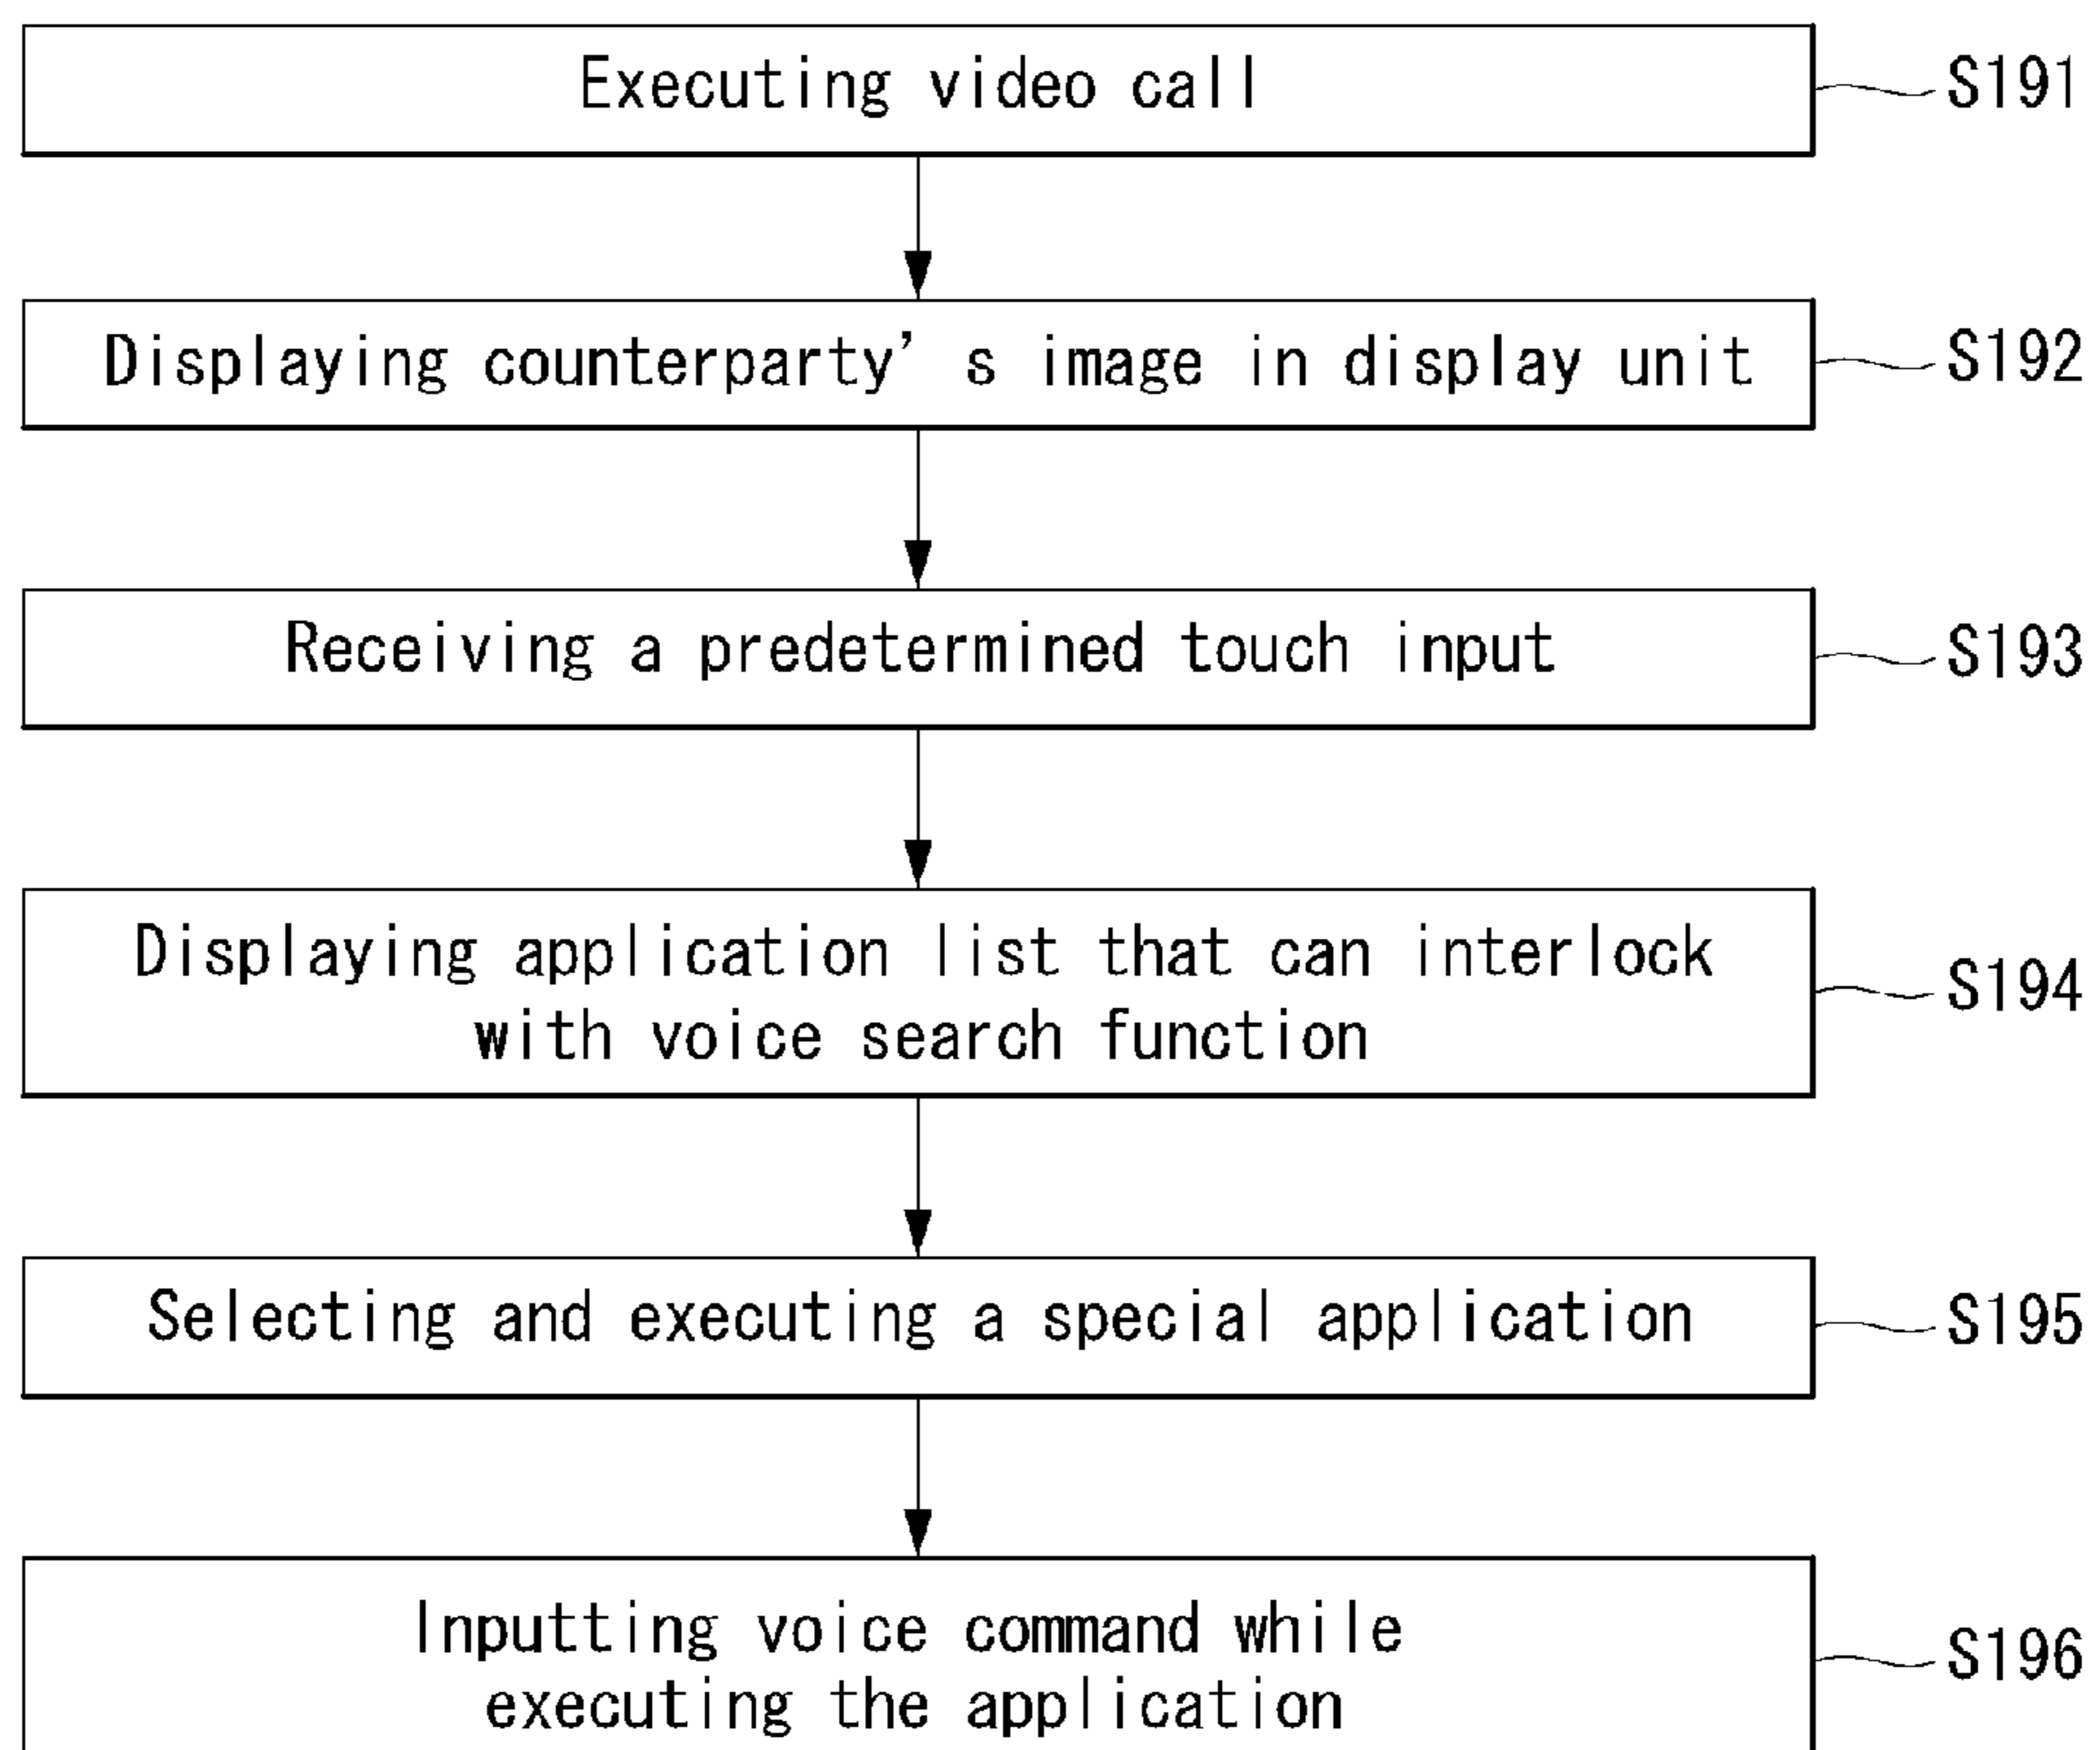 Executing video call
S191
Displaying counterparty's image in display unit
S192
Receiving a predetermined touch input
S193
Displaying application list that can interlock
with voice search function
S194
Selecting and executing a special application
S195
Inputting voice command while
executing the application
S196